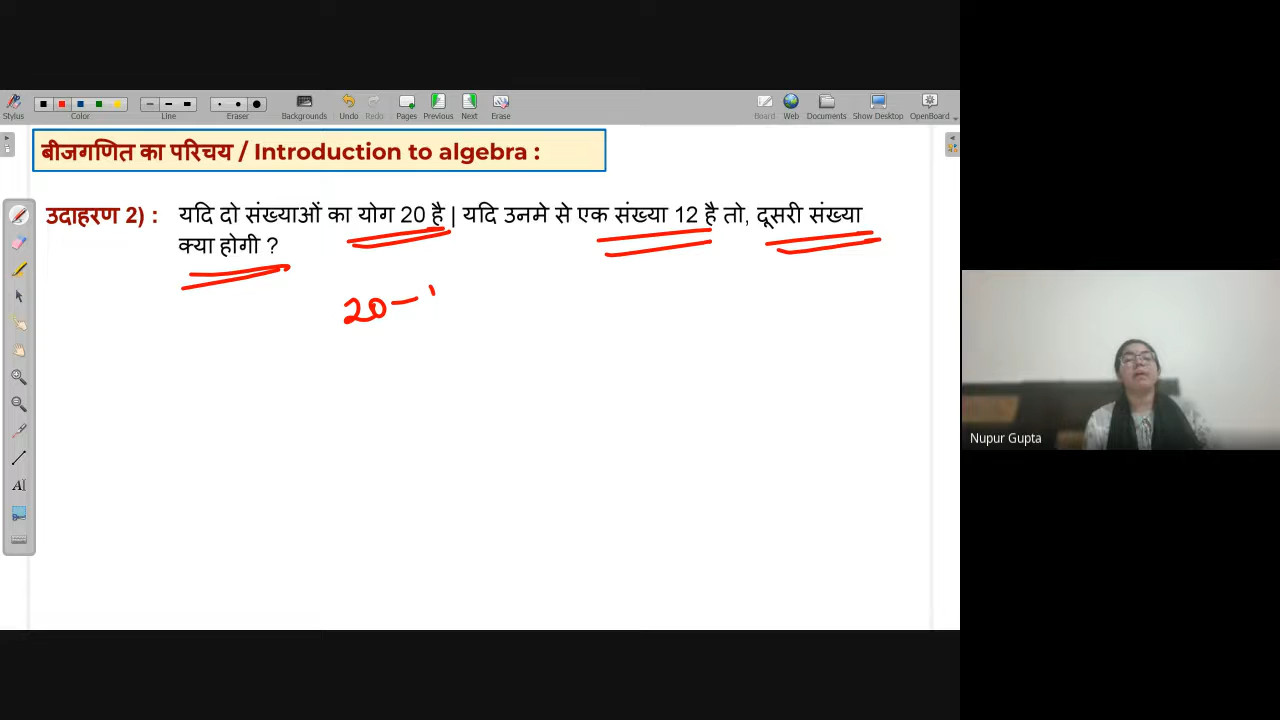 Stylus
Color
Line
Eraser
Backgrounds
Undo
Redo
Pages
Previous
Next
Erase
Board
Web
Documents
Show Desktop
OpenBoard
बीजगणित का परिचय / Introduction to algebra :
उदाहरण 2) : यदि दो संख्याओं का योग 20 है | यदि उनमे से एक संख्या 12 है तो, दूसरी संख्या
क्या होगी ?
20 -
Nupur Gupta